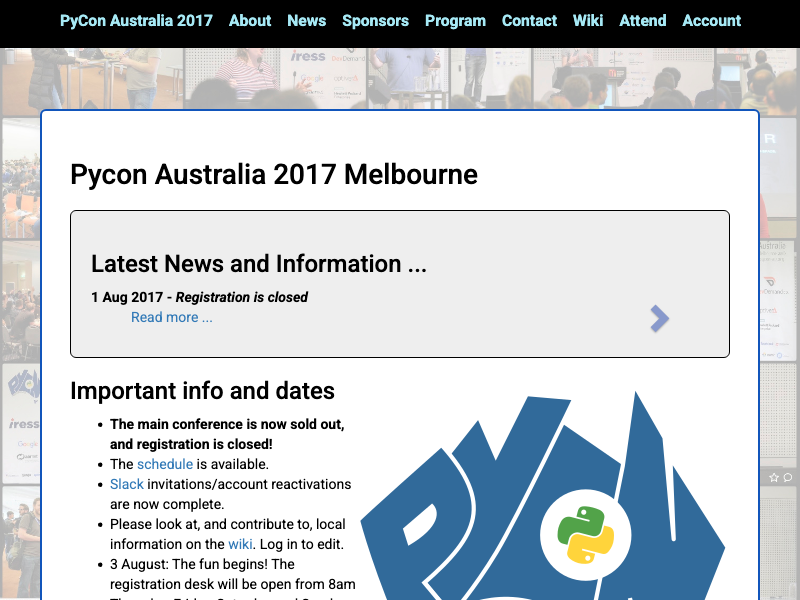 PyCon Australia 2017 About News Sponsors Program Contact Wiki Attend Account
iress
Pycon Australia 2017 Melbourne
Latest News and Information ...
1 Aug 2017 - Registration is closed
Read more ...
Important info and dates
• The main conference is now sold out,
and registration is closed!
• The schedule is available.
• Slack invitations/account reactivations
are now complete.
• Please look at, and contribute to, local
information on the wiki. Log in to edit.
• 3 August: The fun begins! The
registration desk will be open from 8am